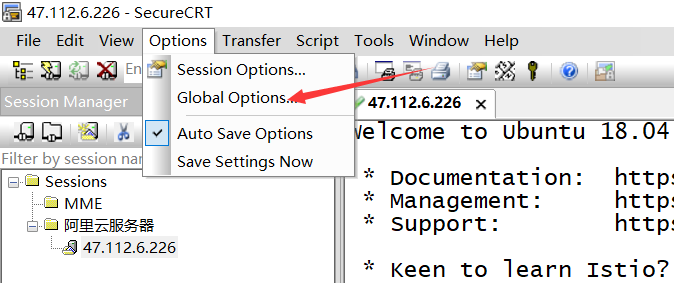 47.112.6.226 - SecureCRT
File Edit View Options Transfer Script Tools Window Help
En
Session Options...
Global Options...
Auto Save Options
Save Settings Now
Session Manager
Filter by session nam
Sessions
MME
阿里云服务器
47.112.6.226
47.112.6.226
Welcome to Ubuntu 18.04
* Documentation: https
* Management: https
* Support: https
* Keen to learn Istio?